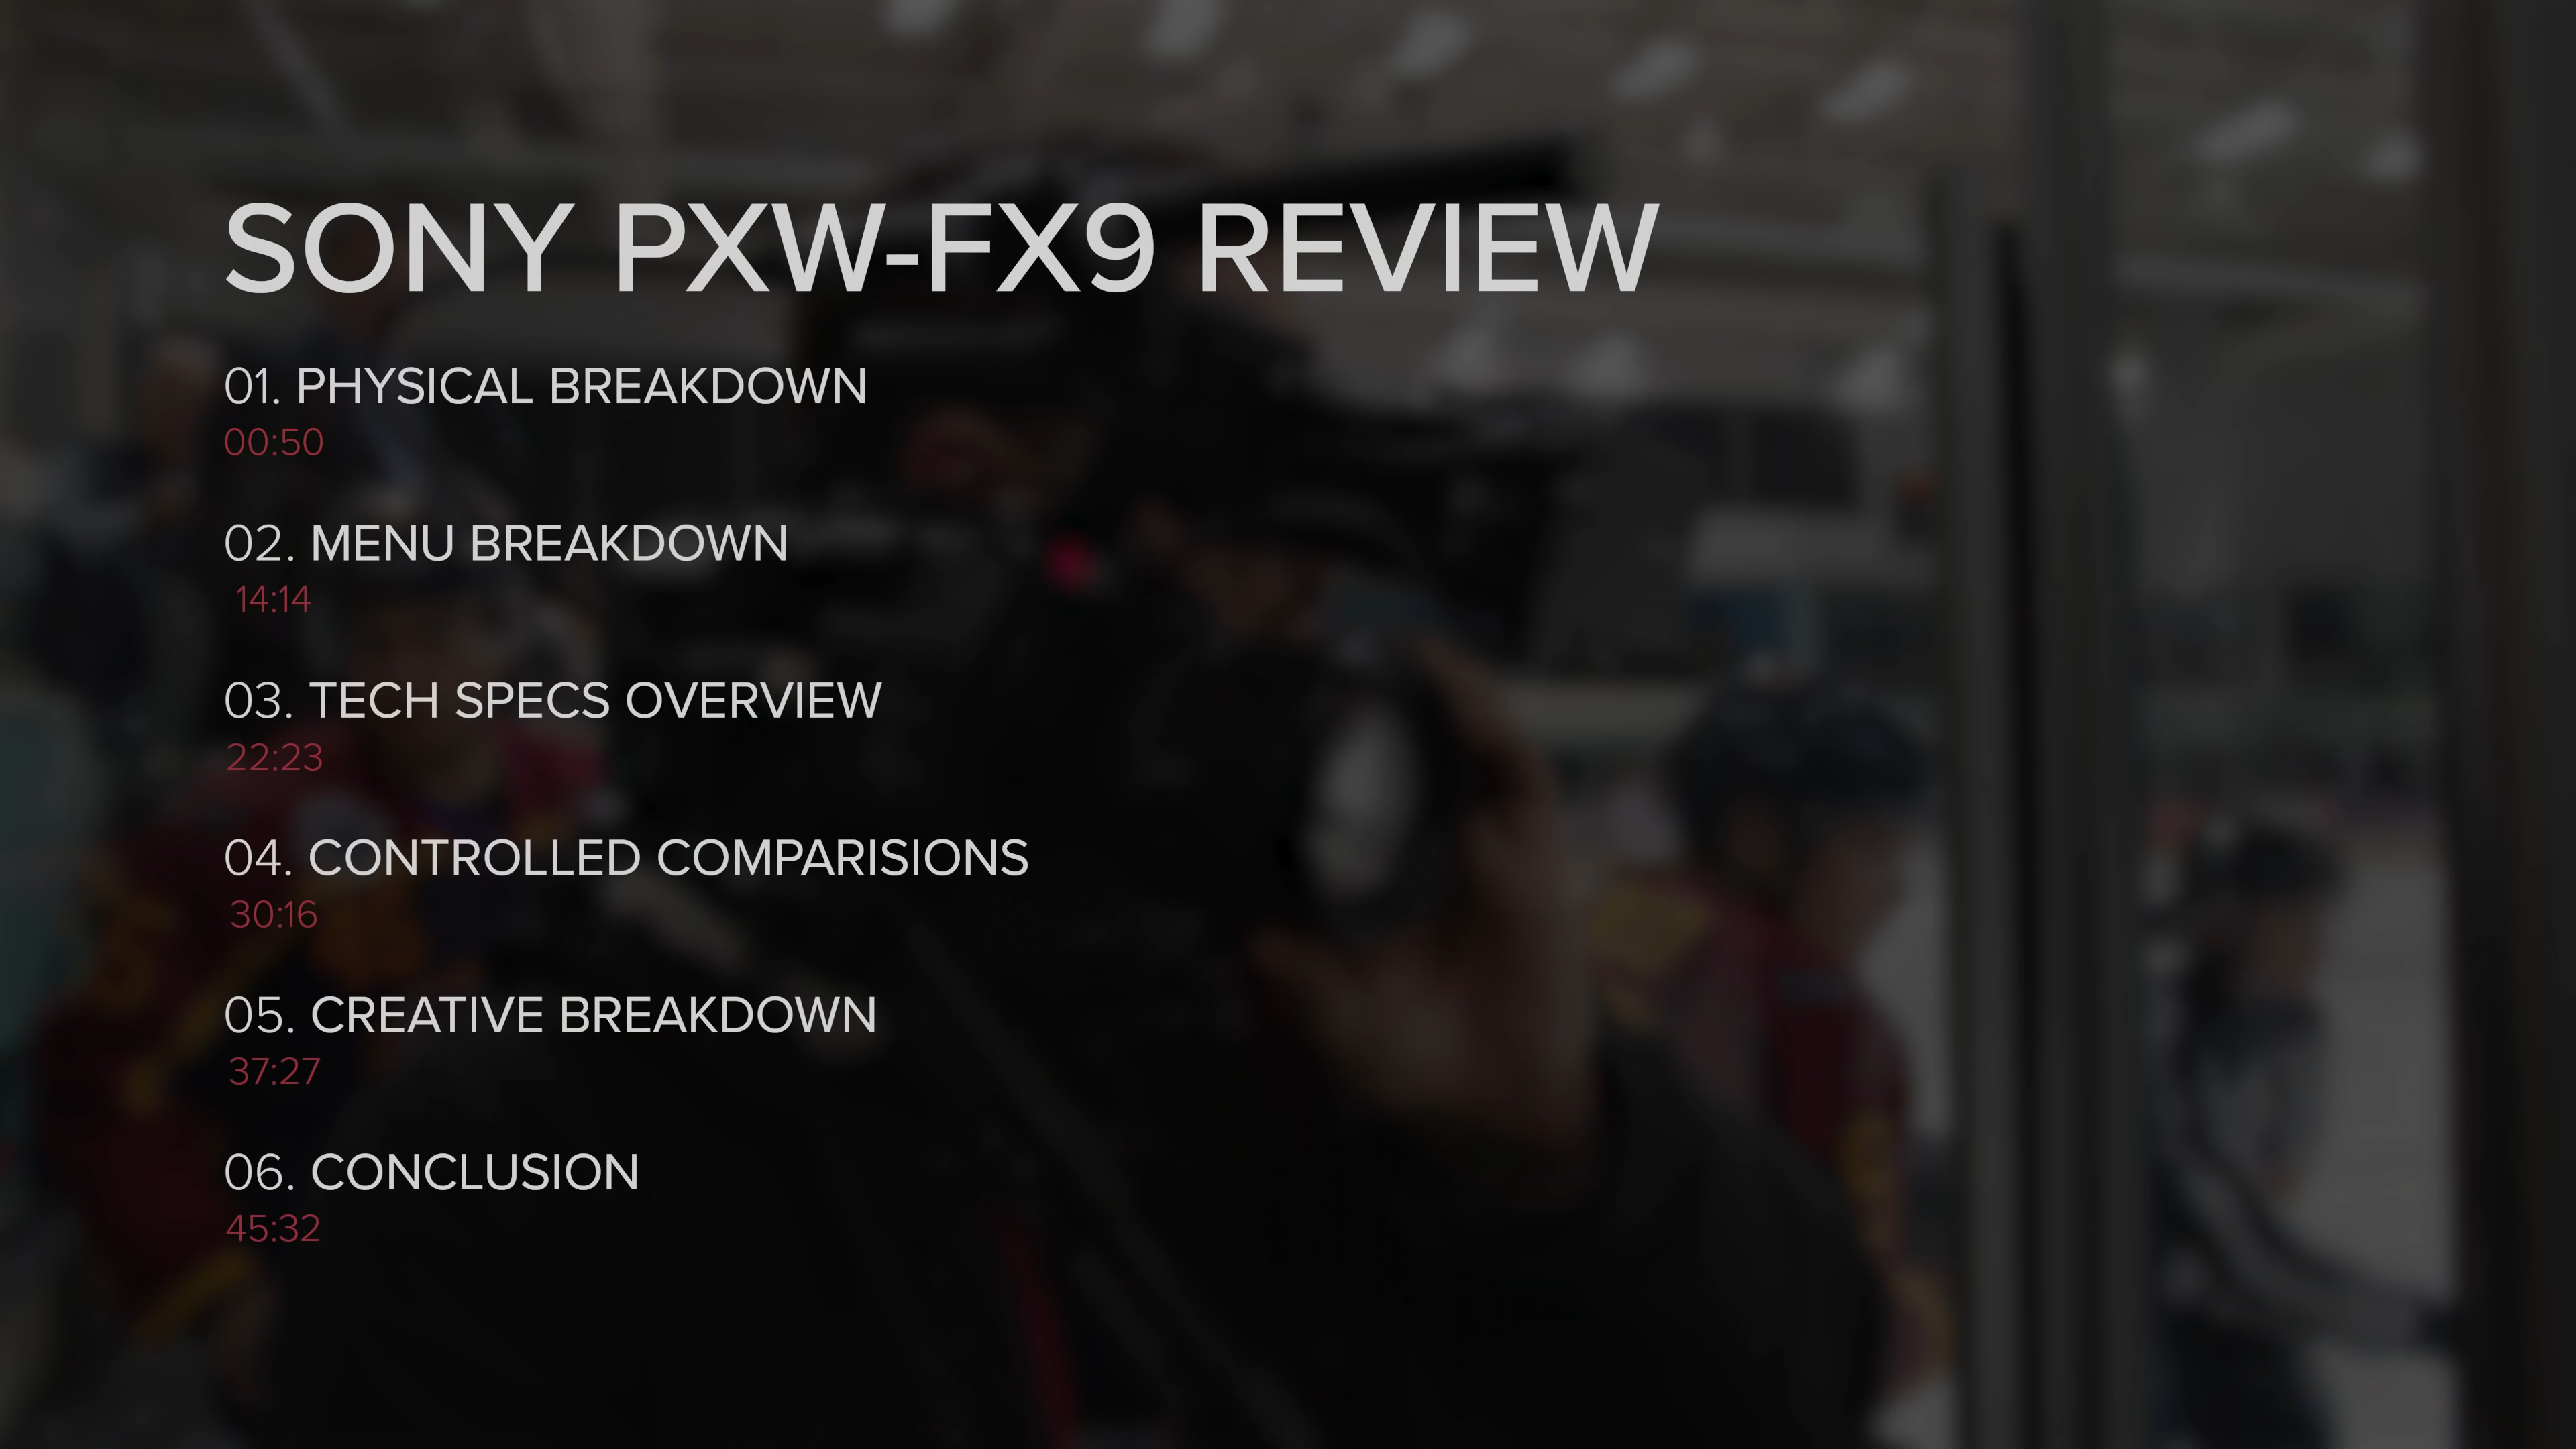 SONY PXW-FX9 REVIEW
01. PHYSICAL BREAKDOWN
00:50
02. MENU BREAKDOWN
14:14
03. TECH SPECS OVERVIEW
22:23
04. CONTROLLED COMPARISIONS
30:16
05. CREATIVE BREAKDOWN
37:27
06. CONCLUSION
45:32